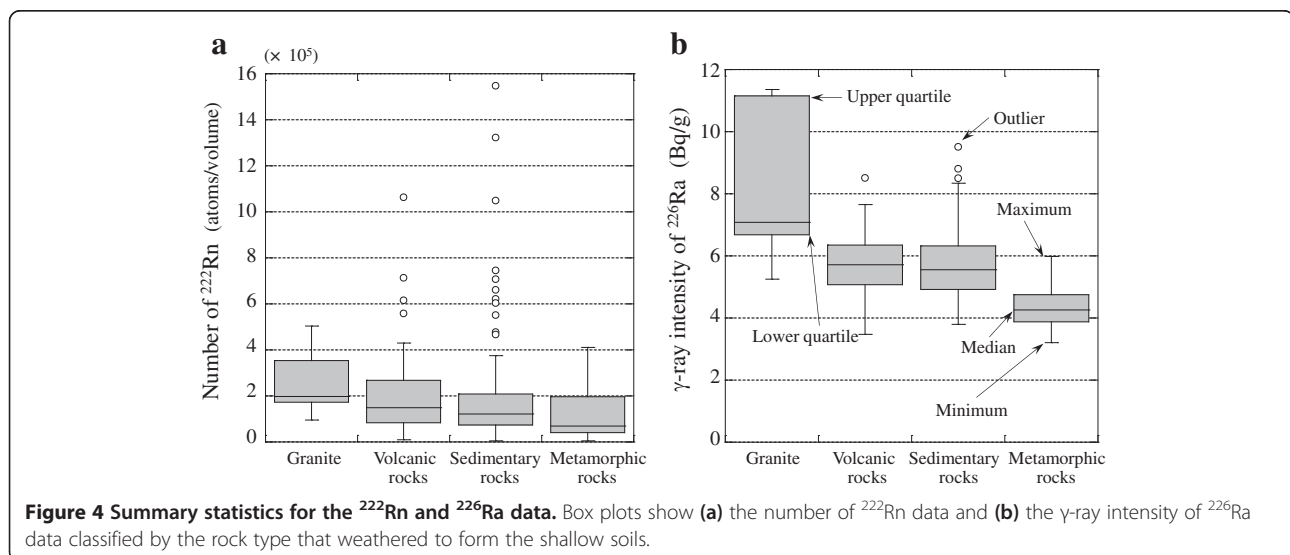 a
(× 10⁵)
16
14
12
10
8
6
4
2
0
Number of ²²²Rn (atoms/volume)
Granite
Volcanic rocks
Sedimentary rocks
Metamorphic rocks
b
12
10
8
6
4
2
0
γ-ray intensity of ²²⁶Ra (Bq/g)
Upper quartile
Outlier
Maximum
Lower quartile
Median
Minimum
Granite
Volcanic rocks
Sedimentary rocks
Metamorphic rocks
Figure 4 Summary statistics for the ²²²Rn and ²²⁶Ra data. Box plots show (a) the number of ²²²Rn data and (b) the γ-ray intensity of ²²⁶Ra
data classified by the rock type that weathered to form the shallow soils.